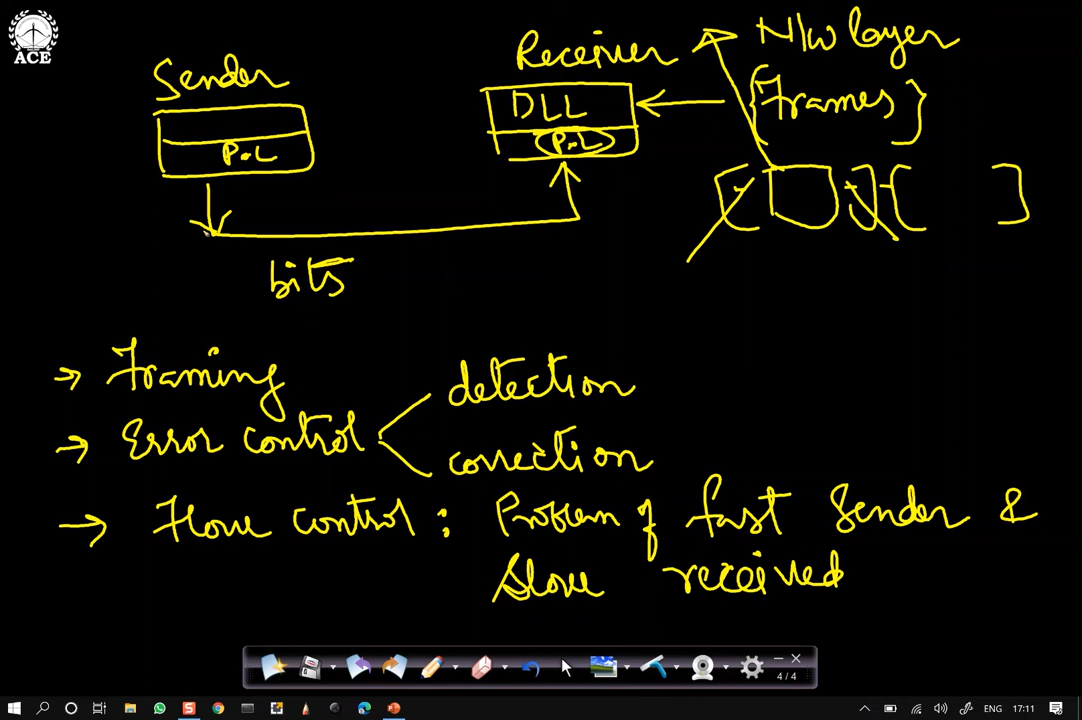 ACE
Sender
P.L
bits
Receiver
DLL
P.L
N/w layer
{Frames}
[ ] [ ]
→ Framing
→ Error control
detection
correction
→ Flow control : Problem of fast Sender &
Slow received
4/4
ENG 17:11